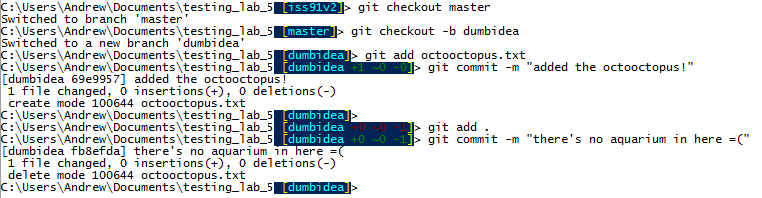 C:\Users\Andrew\Documents\testing_lab_5 [iss91v2]> git checkout master
Switched to branch 'master'
C:\Users\Andrew\Documents\testing_lab_5 [master]> git checkout -b dumbidea
Switched to a new branch 'dumbidea'
C:\Users\Andrew\Documents\testing_lab_5 [dumbidea]> git add octooctopus.txt
C:\Users\Andrew\Documents\testing_lab_5 [dumbidea +1 ~0 -0]> git commit -m "added the octooctopus!"
[dumbidea 69e9957] added the octooctopus!
1 file changed, 0 insertions(+), 0 deletions(-)
create mode 100644 octooctopus.txt
C:\Users\Andrew\Documents\testing_lab_5 [dumbidea]>
C:\Users\Andrew\Documents\testing_lab_5 [dumbidea +0 ~0 -1]> git add .
C:\Users\Andrew\Documents\testing_lab_5 [dumbidea +0 ~0 -1]> git commit -m "there's no aquarium in here =("
[dumbidea fb8efda] there's no aquarium in here =(
1 file changed, 0 insertions(+), 0 deletions(-)
delete mode 100644 octooctopus.txt
C:\Users\Andrew\Documents\testing_lab_5 [dumbidea]>